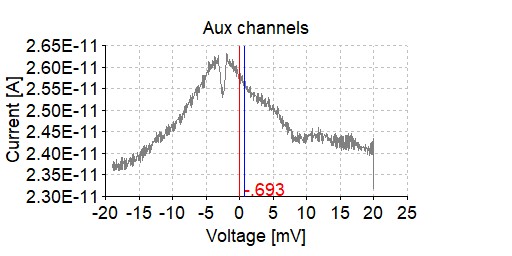 Aux channels
Current [A]
2.65E-11
2.60E-11
2.55E-11
2.50E-11
2.45E-11
2.40E-11
2.35E-11
2.30E-11
-.693
-20 -15 -10 -5 0 5 10 15 20 25
Voltage [mV]